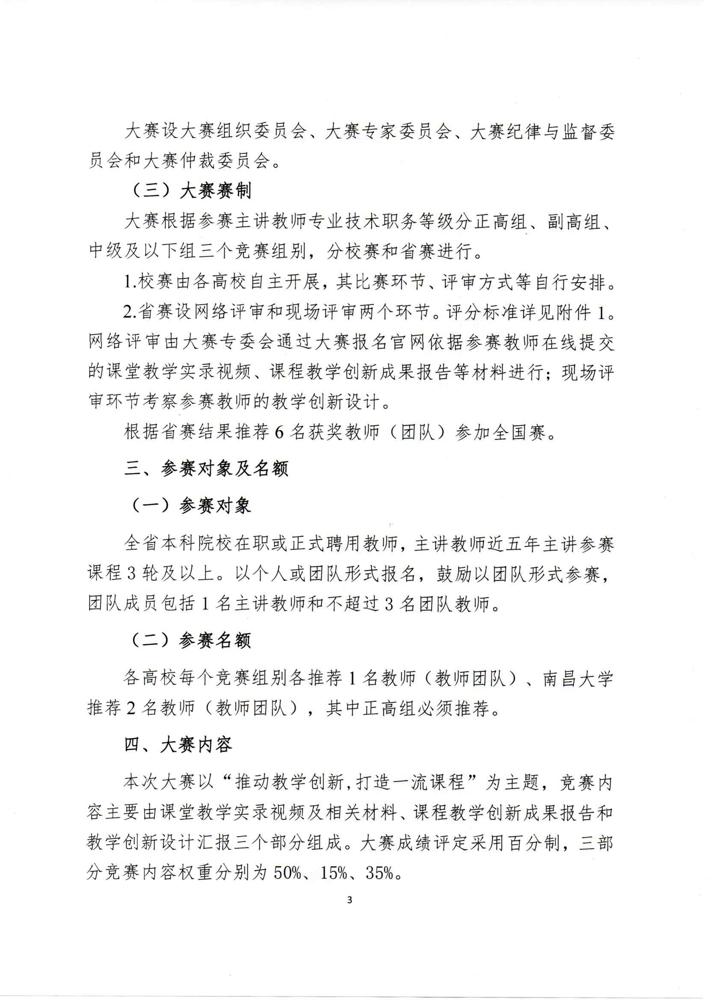 大赛设大赛组织委员会、大赛专家委员会、大赛纪律与监督委
员会和大赛仲裁委员会。
（三）大赛赛制
大赛根据参赛主讲教师专业技术职务等级分正高组、副高组、
中级及以下组三个竞赛组别，分校赛和省赛进行。
1.校赛由各高校自主开展，其比赛环节、评审方式等自行安排。
2.省赛设网络评审和现场评审两个环节。评分标准详见附件1。
网络评审由大赛专委会通过大赛报名官网依据参赛教师在线提交
的课堂教学实录视频、课程教学创新成果报告等材料进行；现场评
审环节考察参赛教师的教学创新设计。
根据省赛结果推荐6名获奖教师（团队）参加全国赛。
三、参赛对象及名额
（一）参赛对象
全省本科院校在职或正式聘用教师，主讲教师近五年主讲参赛
课程3轮及以上。以个人或团队形式报名，鼓励以团队形式参赛，
团队成员包括1名主讲教师和不超过3名团队教师。
（二）参赛名额
各高校每个竞赛组别各推荐1名教师（教师团队）、南昌大学
推荐2名教师（教师团队），其中正高组必须推荐。
四、大赛内容
本次大赛以“推动教学创新,打造一流课程”为主题，竞赛内
容主要由课堂教学实录视频及相关材料、课程教学创新成果报告和
教学创新设计汇报三个部分组成。大赛成绩评定采用百分制，三部
分竞赛内容权重分别为50%、15%、35%。
3